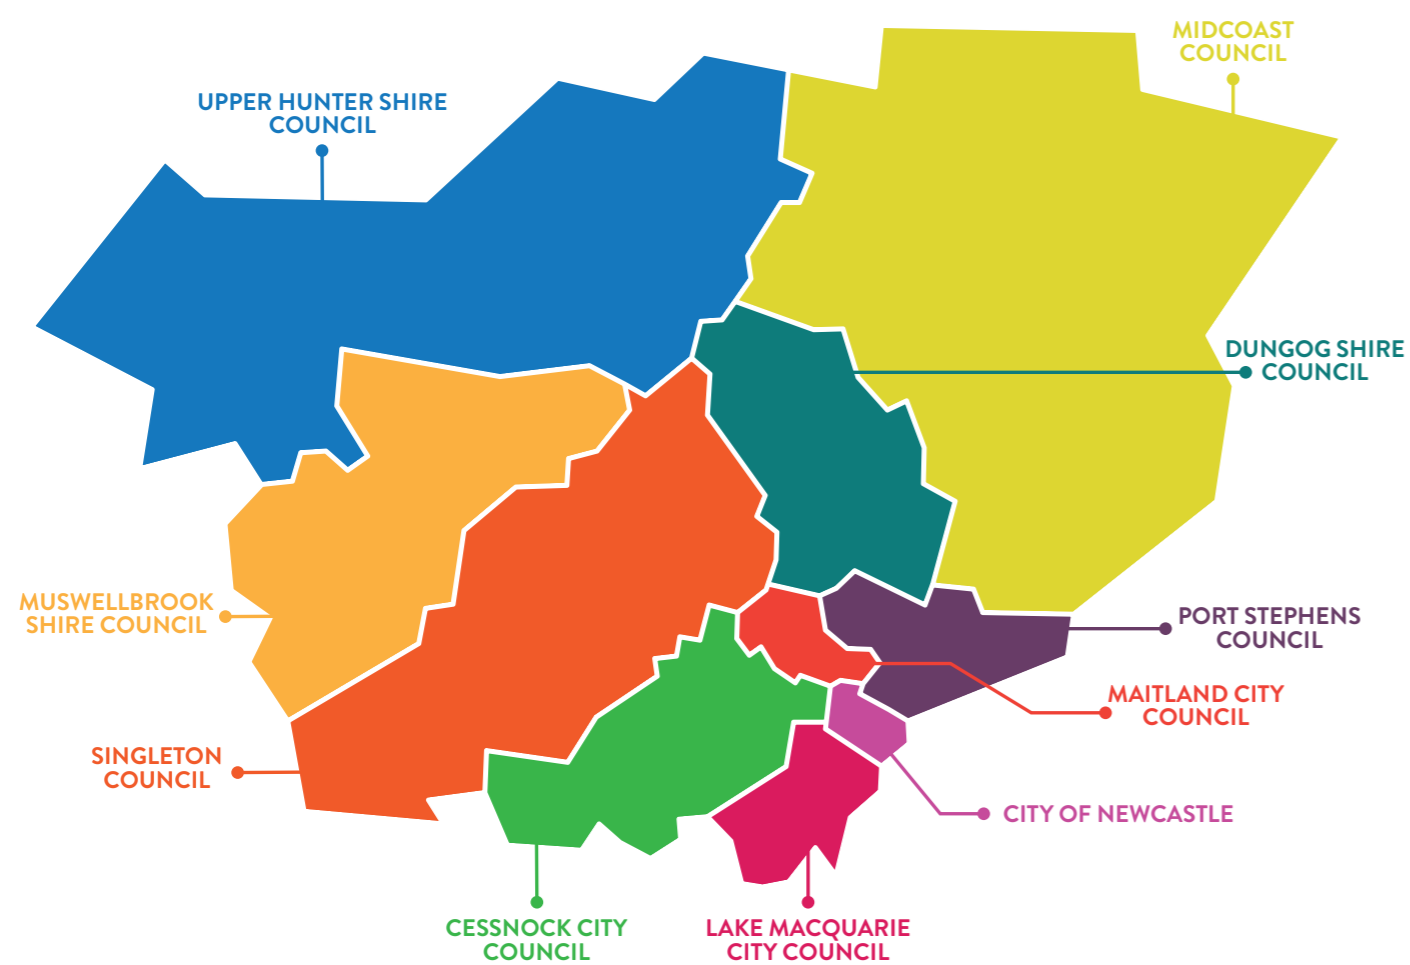 MIDCOAST
COUNCIL
UPPER HUNTER SHIRE
COUNCIL
DUNGOG SHIRE
COUNCIL
MUSWELLBROOK
SHIRE COUNCIL
PORT STEPHENS
COUNCIL
MAITLAND CITY
COUNCIL
SINGLETON
COUNCIL
CITY OF NEWCASTLE
CESSNOCK CITY
COUNCIL
LAKE MACQUARIE
CITY COUNCIL